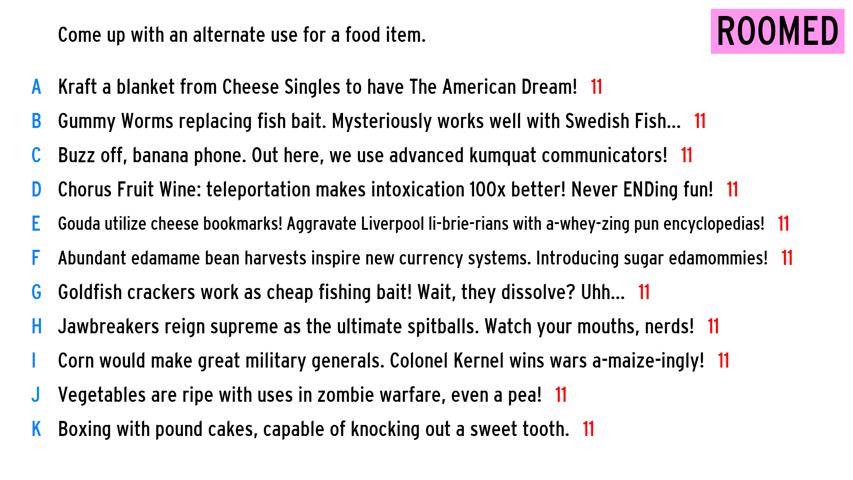 Come up with an alternate use for a food item.
ROOMED
A Kraft a blanket from Cheese Singles to have The American Dream! 11
B Gummy Worms replacing fish bait. Mysteriously works well with Swedish Fish... 11
C Buzz off, banana phone. Out here, we use advanced kumquat communicators! 11
D Chorus Fruit Wine: teleportation makes intoxication 100x better! Never ENDing fun! 11
E Gouda utilize cheese bookmarks! Aggravate Liverpool li-brie-rians with a-whey-zing pun encyclopedias! 11
F Abundant edamame bean harvests inspire new currency systems. Introducing sugar edamommies! 11
G Goldfish crackers work as cheap fishing bait! Wait, they dissolve? Uhh... 11
H Jawbreakers reign supreme as the ultimate spitballs. Watch your mouths, nerds! 11
I Corn would make great military generals. Colonel Kernel wins wars a-maize-ingly! 11
J Vegetables are ripe with uses in zombie warfare, even a pea! 11
K Boxing with pound cakes, capable of knocking out a sweet tooth. 11